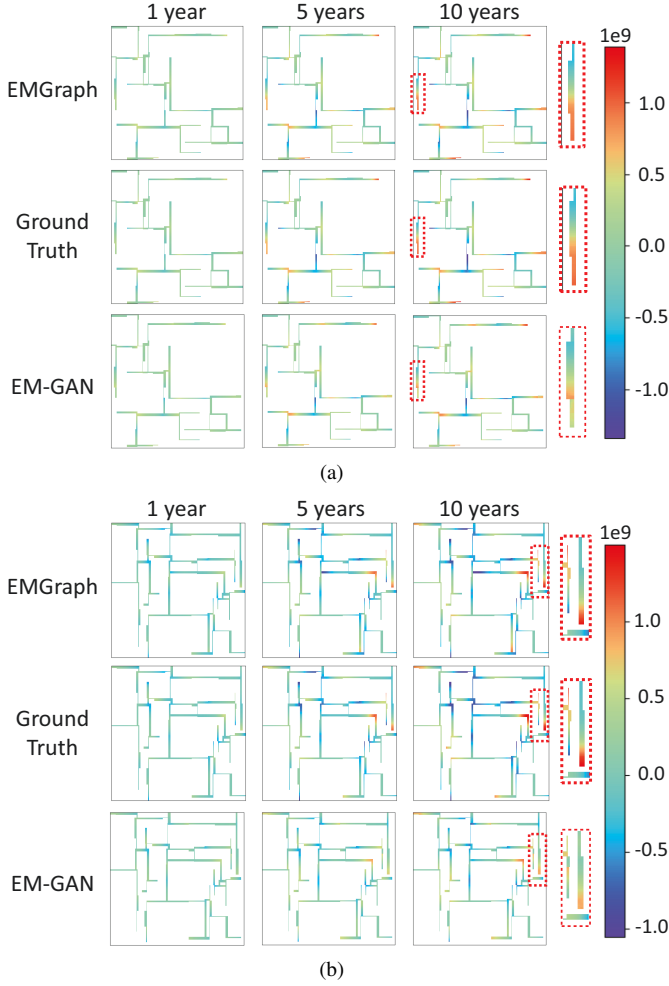 1 year 5 years 10 years
1e9
EMGraph
1.0
0.5
Ground
Truth
0.0
-0.5
EM-GAN
-1.0
(a)
1 year 5 years 10 years
1e9
EMGraph
1.0
0.5
Ground
Truth
0.0
-0.5
EM-GAN
-1.0
(b)